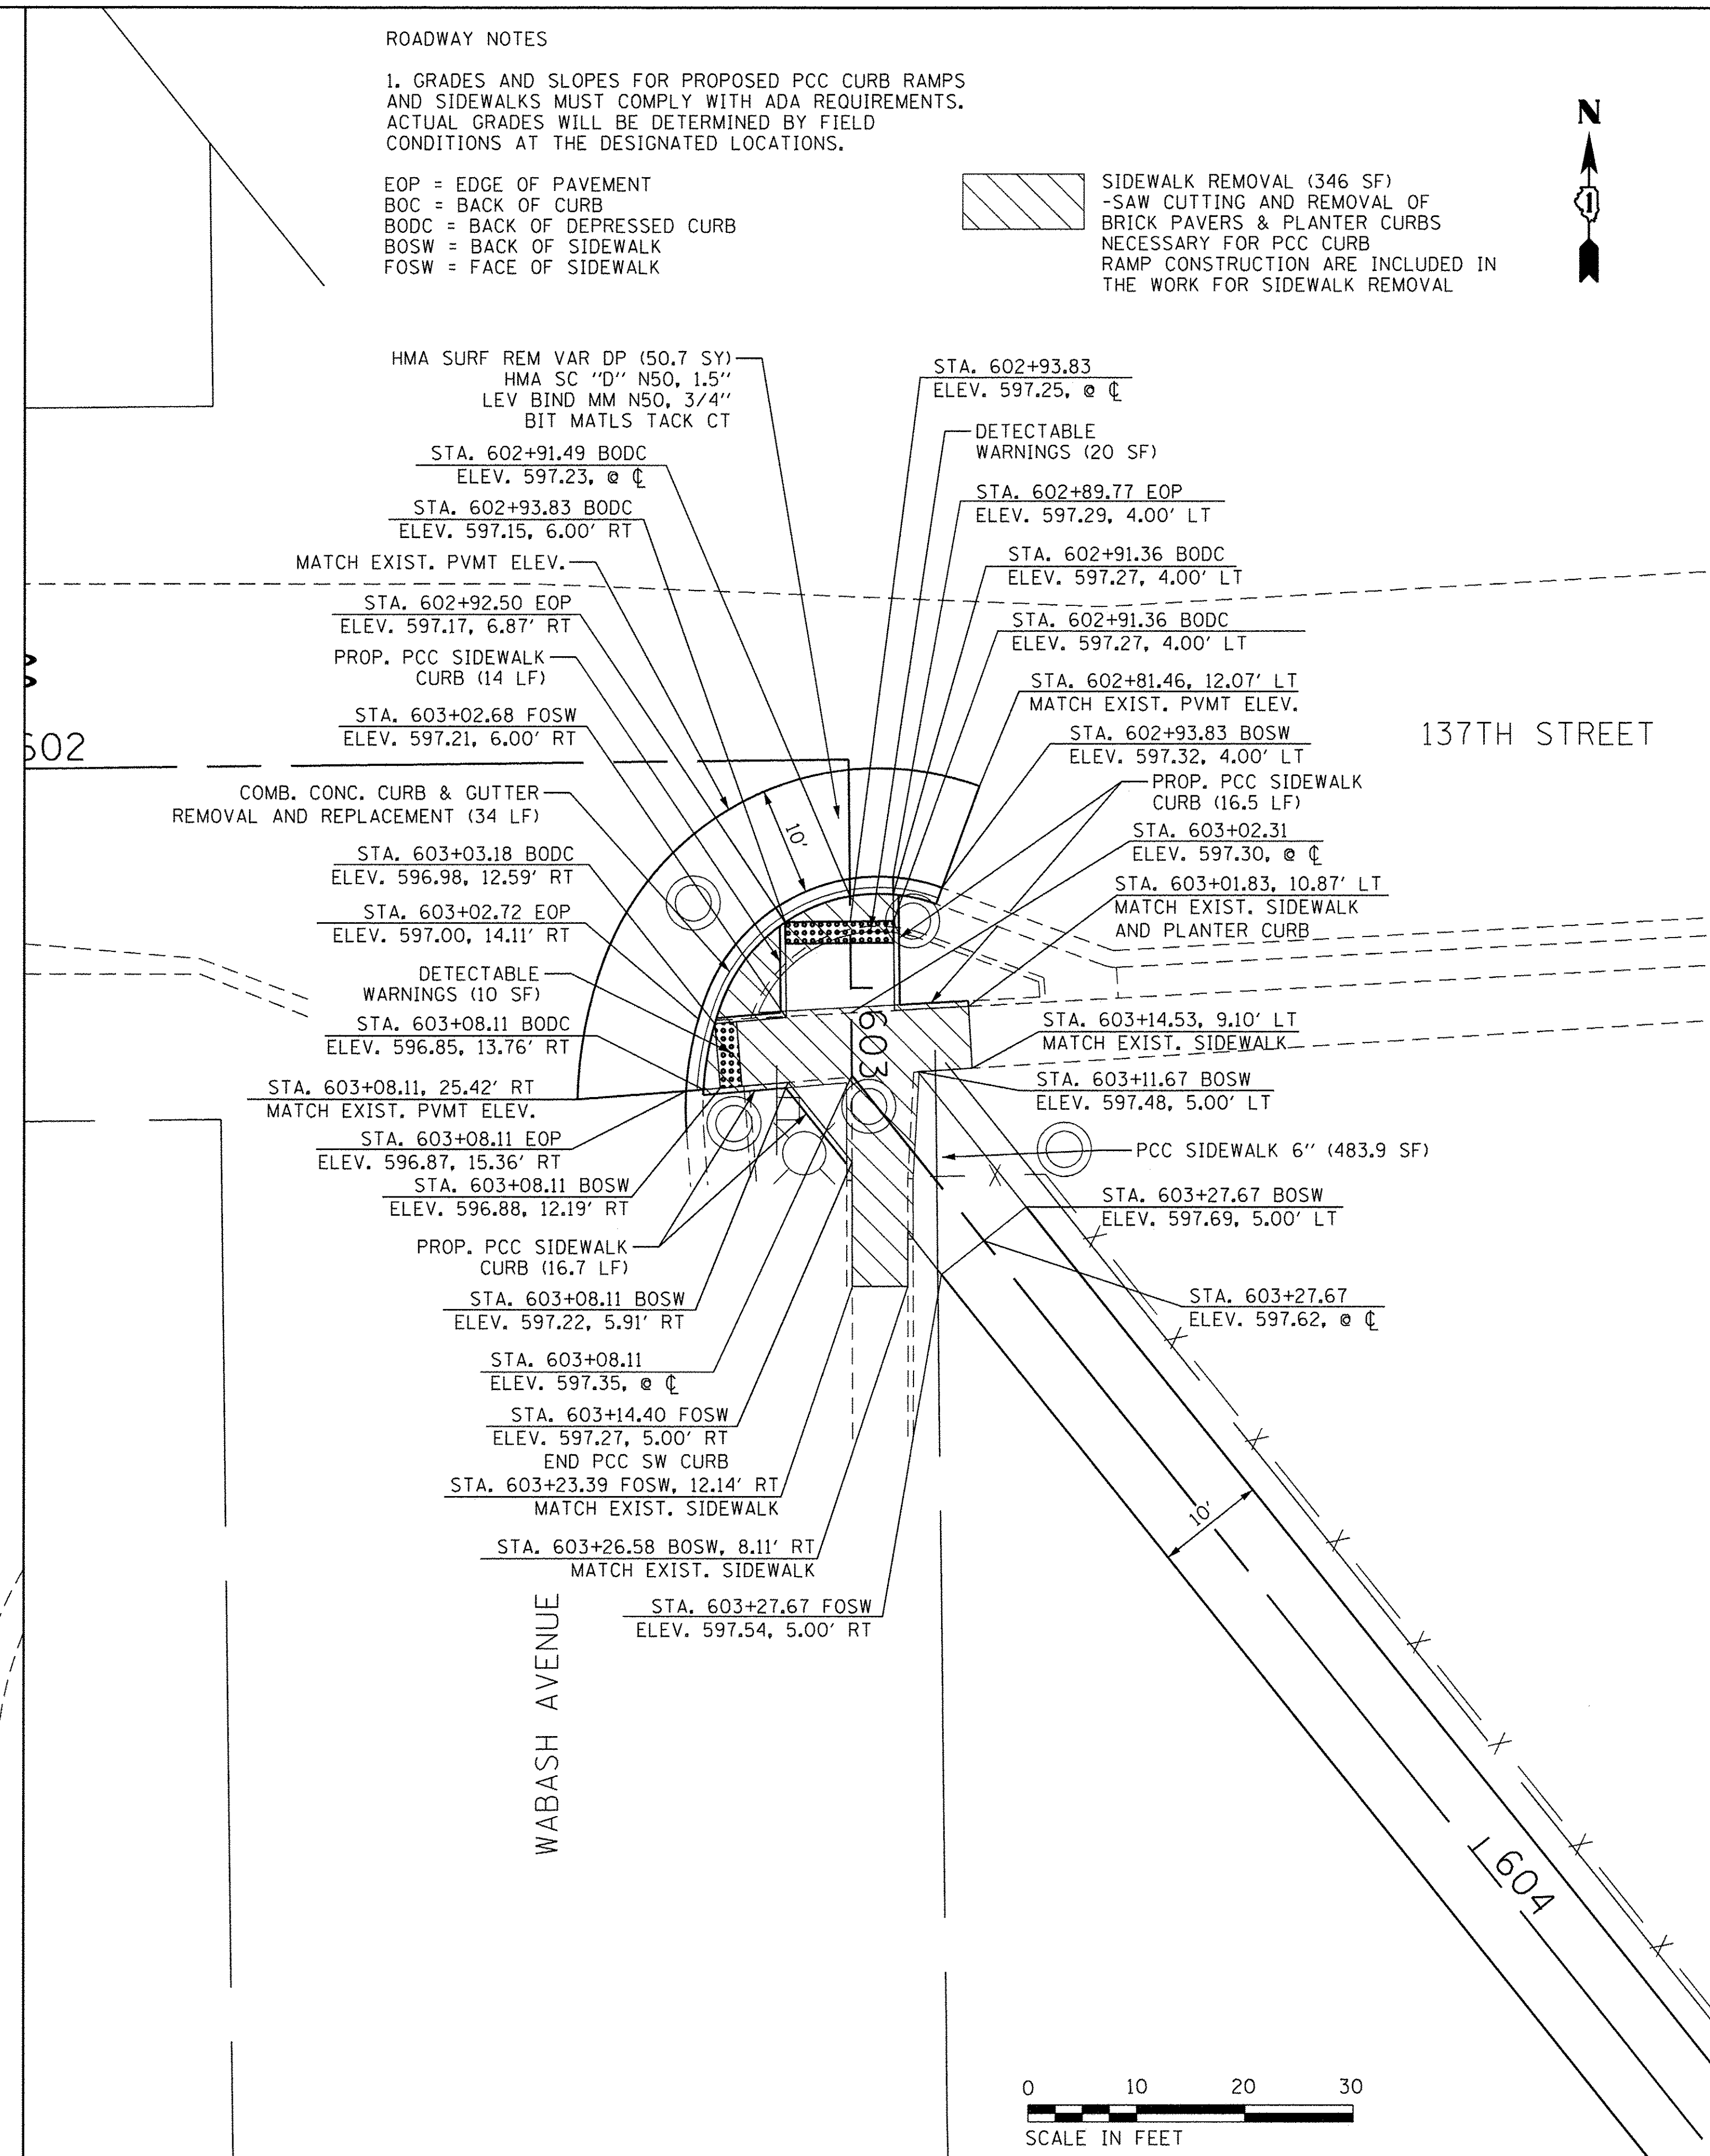 ROADWAY NOTES
1. GRADES AND SLOPES FOR PROPOSED PCC CURB RAMPS
AND SIDEWALKS MUST COMPLY WITH ADA REQUIREMENTS.
ACTUAL GRADES WILL BE DETERMINED BY FIELD
CONDITIONS AT THE DESIGNATED LOCATIONS.
EOP = EDGE OF PAVEMENT
BOC = BACK OF CURB
BODC = BACK OF DEPRESSED CURB
BOSW = BACK OF SIDEWALK
FOSW = FACE OF SIDEWALK
SIDEWALK REMOVAL (346 SF)
-SAW CUTTING AND REMOVAL OF
BRICK PAVERS & PLANTER CURBS
NECESSARY FOR PCC CURB
RAMP CONSTRUCTION ARE INCLUDED IN
THE WORK FOR SIDEWALK REMOVAL
N
1
HMA SURF REM VAR DP (50.7 SY)
HMA SC "D" N50, 1.5"
LEV BIND MM N50, 3/4"
BIT MATLS TACK CT
STA. 602+91.49 BODC
ELEV. 597.23, @ ℄
STA. 602+93.83 BODC
ELEV. 597.15, 6.00' RT
MATCH EXIST. PVMT ELEV.
STA. 602+92.50 EOP
ELEV. 597.17, 6.87' RT
PROP. PCC SIDEWALK
CURB (14 LF)
STA. 603+02.68 FOSW
ELEV. 597.21, 6.00' RT
602
COMB. CONC. CURB & GUTTER
REMOVAL AND REPLACEMENT (34 LF)
STA. 603+03.18 BODC
ELEV. 596.98, 12.59' RT
STA. 603+02.72 EOP
ELEV. 597.00, 14.11' RT
DETECTABLE
WARNINGS (10 SF)
STA. 603+08.11 BODC
ELEV. 596.85, 13.76' RT
STA. 603+08.11, 25.42' RT
MATCH EXIST. PVMT ELEV.
STA. 603+08.11 EOP
ELEV. 596.87, 15.36' RT
STA. 603+08.11 BOSW
ELEV. 596.88, 12.19' RT
PROP. PCC SIDEWALK
CURB (16.7 LF)
STA. 603+08.11 BOSW
ELEV. 597.22, 5.91' RT
STA. 603+08.11
ELEV. 597.35, @ ℄
STA. 603+14.40 FOSW
ELEV. 597.27, 5.00' RT
END PCC SW CURB
STA. 603+23.39 FOSW, 12.14' RT
MATCH EXIST. SIDEWALK
STA. 603+26.58 BOSW, 8.11' RT
MATCH EXIST. SIDEWALK
STA. 603+27.67 FOSW
ELEV. 597.54, 5.00' RT
STA. 602+93.83
ELEV. 597.25, @ ℄
DETECTABLE
WARNINGS (20 SF)
STA. 602+89.77 EOP
ELEV. 597.29, 4.00' LT
STA. 602+91.36 BODC
ELEV. 597.27, 4.00' LT
STA. 602+91.36 BODC
ELEV. 597.27, 4.00' LT
STA. 602+81.46, 12.07' LT
MATCH EXIST. PVMT ELEV.
STA. 602+93.83 BOSW
ELEV. 597.32, 4.00' LT
PROP. PCC SIDEWALK
CURB (16.5 LF)
STA. 603+02.31
ELEV. 597.30, @ ℄
STA. 603+01.83, 10.87' LT
MATCH EXIST. SIDEWALK
AND PLANTER CURB
STA. 603+14.53, 9.10' LT
MATCH EXIST. SIDEWALK
STA. 603+11.67 BOSW
ELEV. 597.48, 5.00' LT
PCC SIDEWALK 6" (483.9 SF)
STA. 603+27.67 BOSW
ELEV. 597.69, 5.00' LT
STA. 603+27.67
ELEV. 597.62, @ ℄
137TH STREET
10'
603
10'
604
WABASH AVENUE
0 10 20 30
SCALE IN FEET